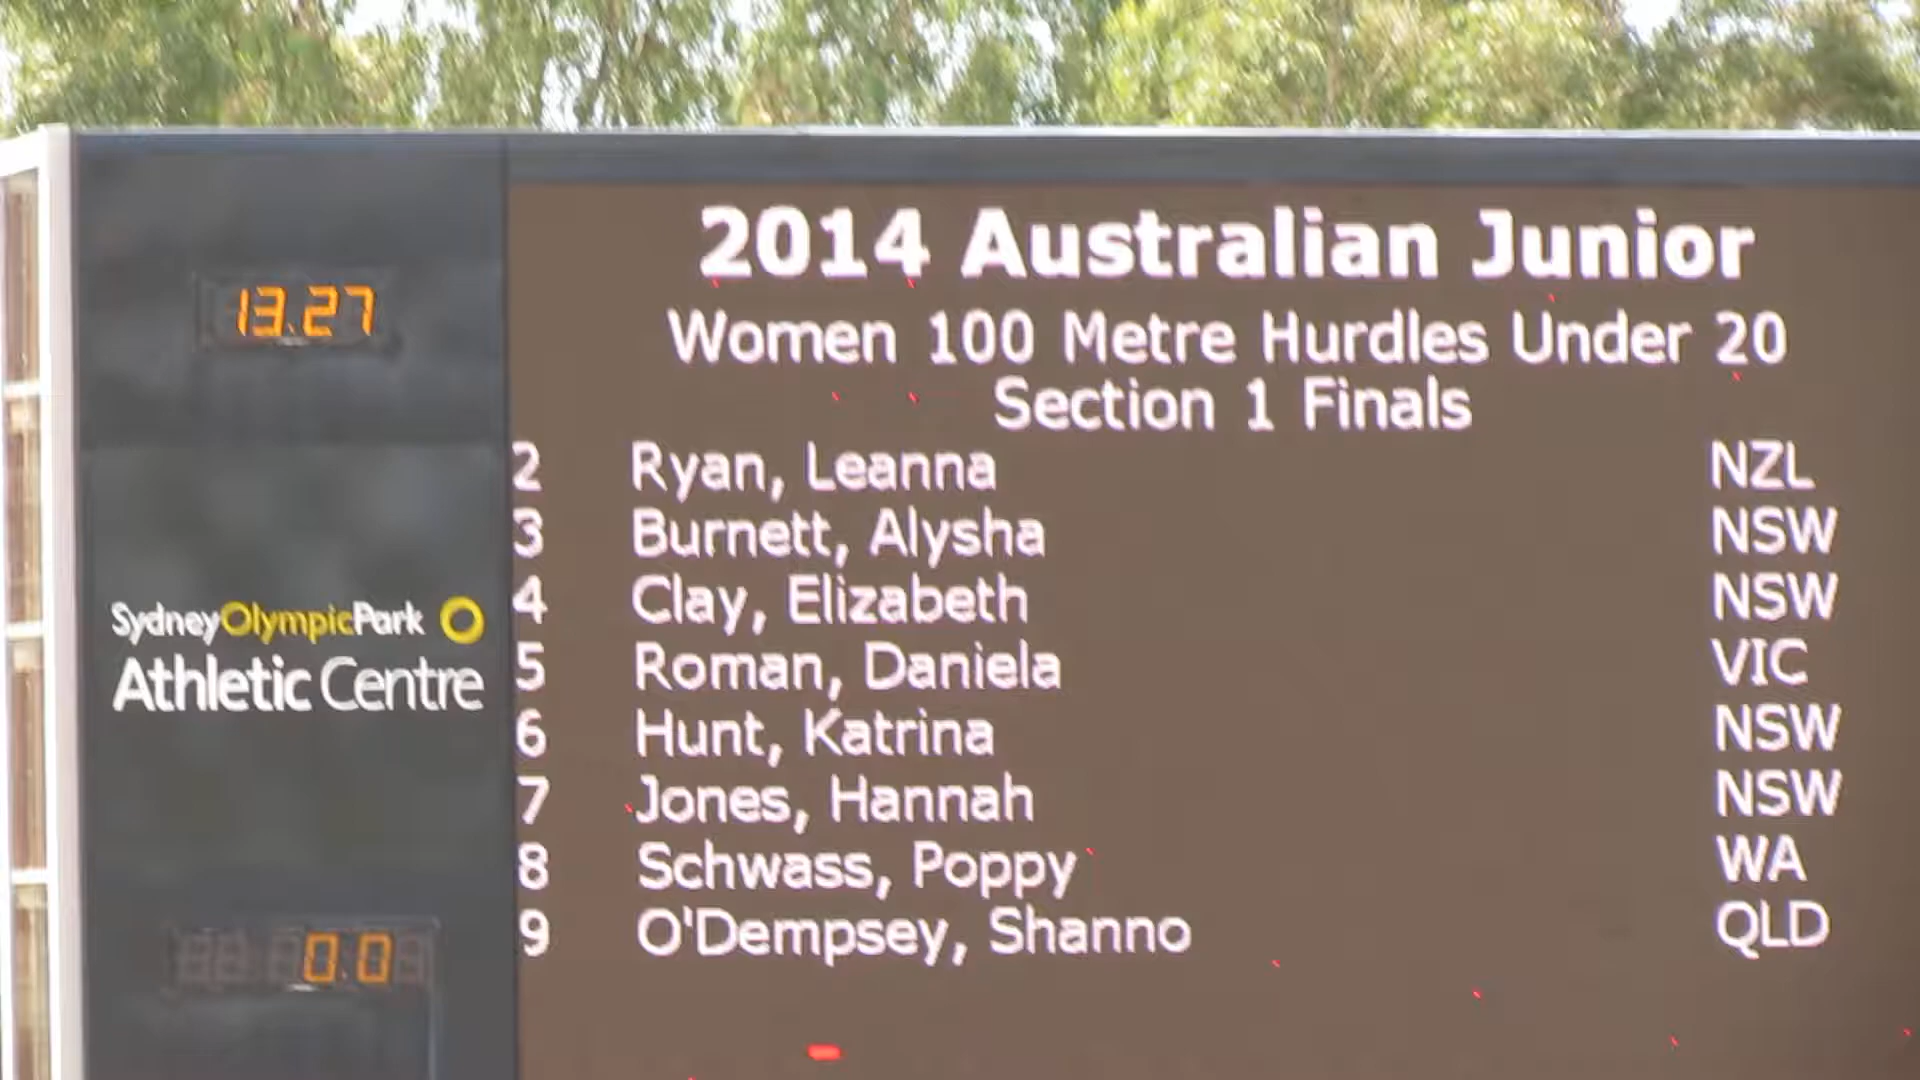 13.27
2014 Australian Junior
Women 100 Metre Hurdles Under 20
Section 1 Finals
2 Ryan, Leanna NZL
3 Burnett, Alysha NSW
4 Clay, Elizabeth NSW
5 Roman, Daniela VIC
6 Hunt, Katrina NSW
7 Jones, Hannah NSW
8 Schwass, Poppy WA
9 O'Dempsey, Shanno QLD
SydneyOlympicPark
Athletic Centre
0.0